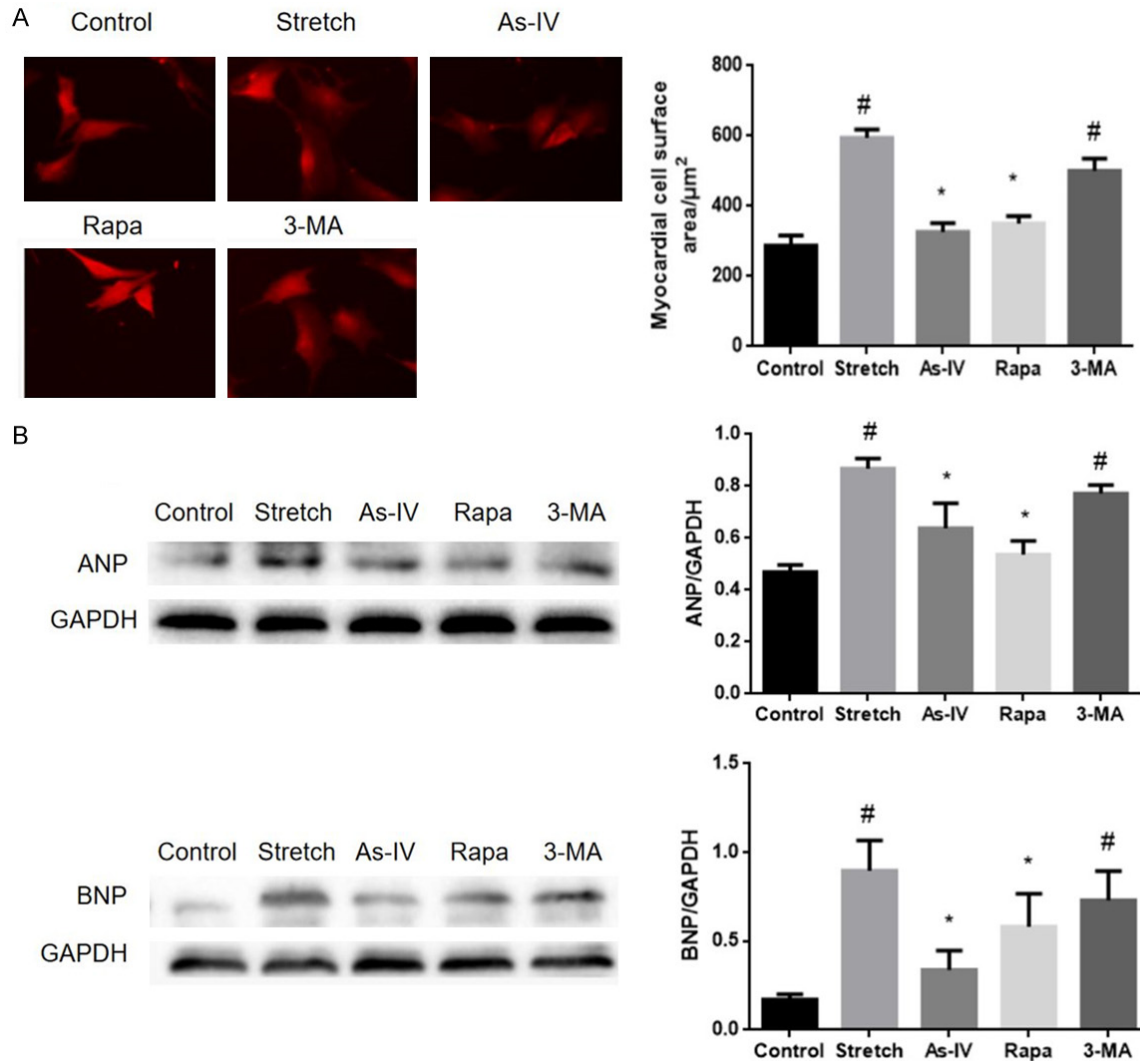 A
Control Stretch As-IV
Rapa 3-MA
Myocardial cell surface
area/µm²
800
600
400
200
0
# * * #
Control Stretch As-IV Rapa 3-MA
B
Control Stretch As-IV Rapa 3-MA
ANP
GAPDH
ANP/GAPDH
1.0
0.8
0.6
0.4
0.2
0.0
# * * #
Control Stretch As-IV Rapa 3-MA
Control Stretch As-IV Rapa 3-MA
BNP
GAPDH
BNP/GAPDH
1.5
1.0
0.5
0.0
# * * #
Control Stretch As-IV Rapa 3-MA